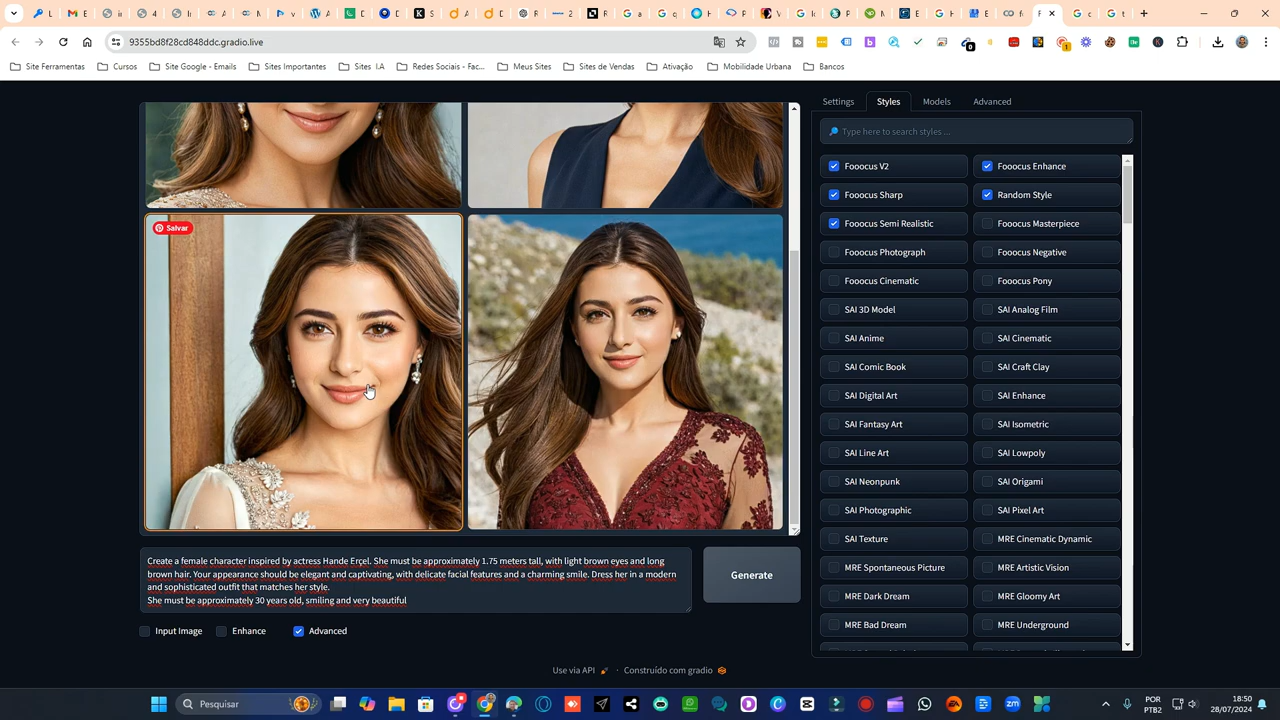 9355bd8f28cd848ddc.gradio.live
Site Ferramentas
Cursos
Site Google - Emails
Sites Importantes
Sites I.A
Redes Sociais - Fac...
Meus Sites
Sites de Vendas
Ativação
Mobilidade Urbana
Bancos
Salvar
Create a female character inspired by actress Hande Erçel. She must be approximately 1.75 meters tall, with light brown eyes and long
brown hair. Your appearance should be elegant and captivating, with delicate facial features and a charming smile. Dress her in a modern
and sophisticated outfit that matches her style.
She must be approximately 30 years old, smiling and very beautiful
Generate
Input Image
Enhance
Advanced
Settings
Styles
Models
Advanced
Type here to search styles ...
Fooocus V2
Fooocus Enhance
Fooocus Sharp
Random Style
Fooocus Semi Realistic
Fooocus Masterpiece
Fooocus Photograph
Fooocus Negative
Fooocus Cinematic
Fooocus Pony
SAI 3D Model
SAI Analog Film
SAI Anime
SAI Cinematic
SAI Comic Book
SAI Craft Clay
SAI Digital Art
SAI Enhance
SAI Fantasy Art
SAI Isometric
SAI Line Art
SAI Lowpoly
SAI Neonpunk
SAI Origami
SAI Photographic
SAI Pixel Art
SAI Texture
MRE Cinematic Dynamic
MRE Spontaneous Picture
MRE Artistic Vision
MRE Dark Dream
MRE Gloomy Art
MRE Bad Dream
MRE Underground
Use via API
·
Construído com gradio
Pesquisar
POR
PTB2
18:50
28/07/2024